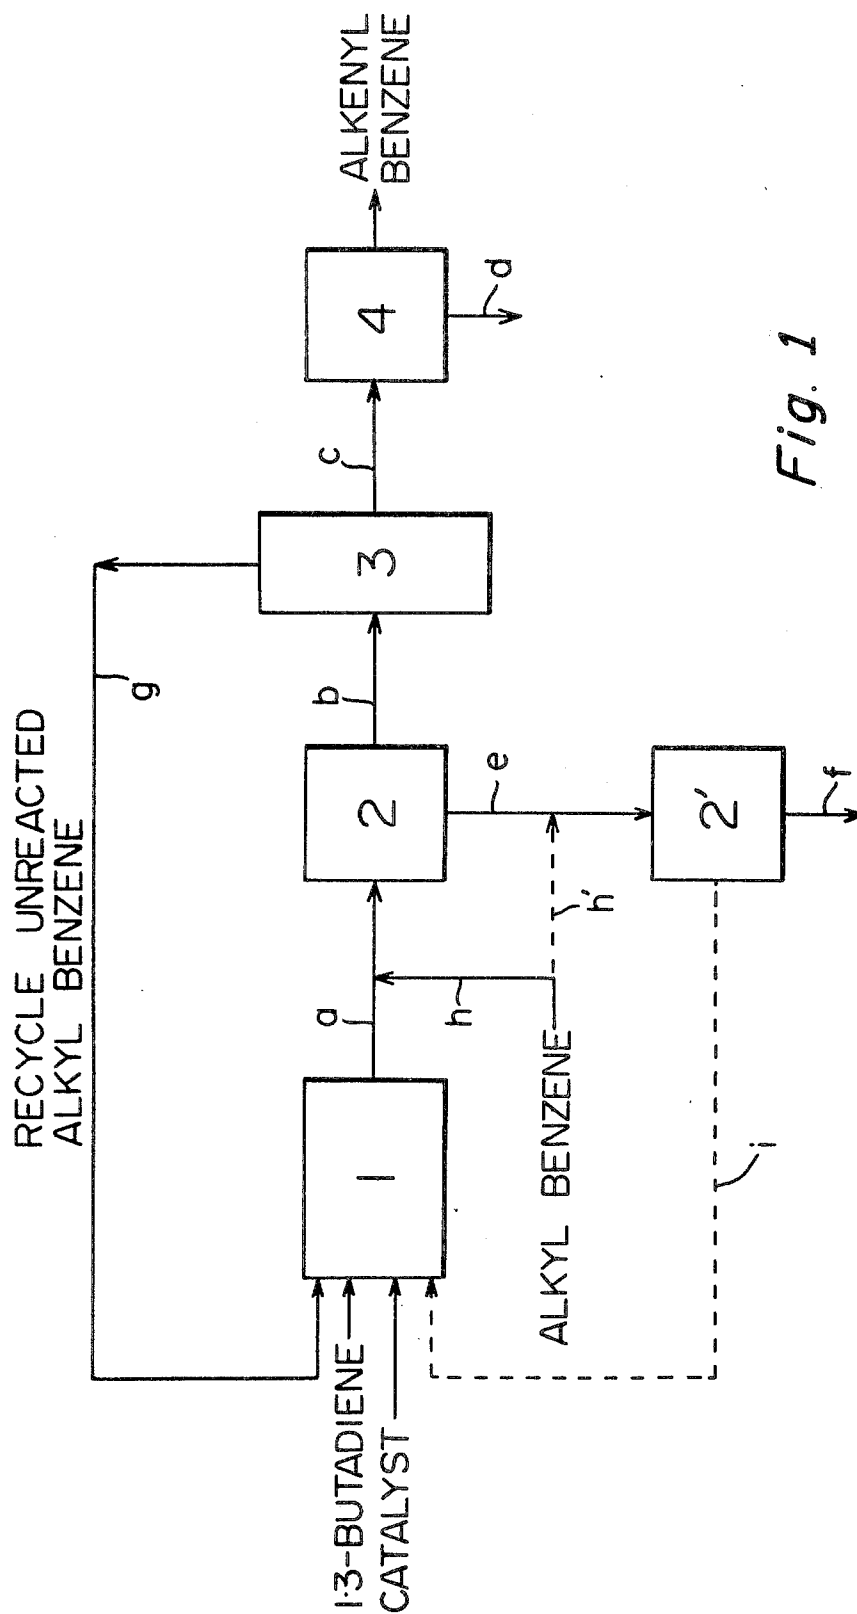 RECYCLE UNREACTED
ALKYL BENZENE
g
1·3-BUTADIENE
CATALYST
1
a
h
ALKYL BENZENE
h'
i
2
b
e
2'
f
3
c
4
d
ALKENYL
BENZENE
Fig. 1